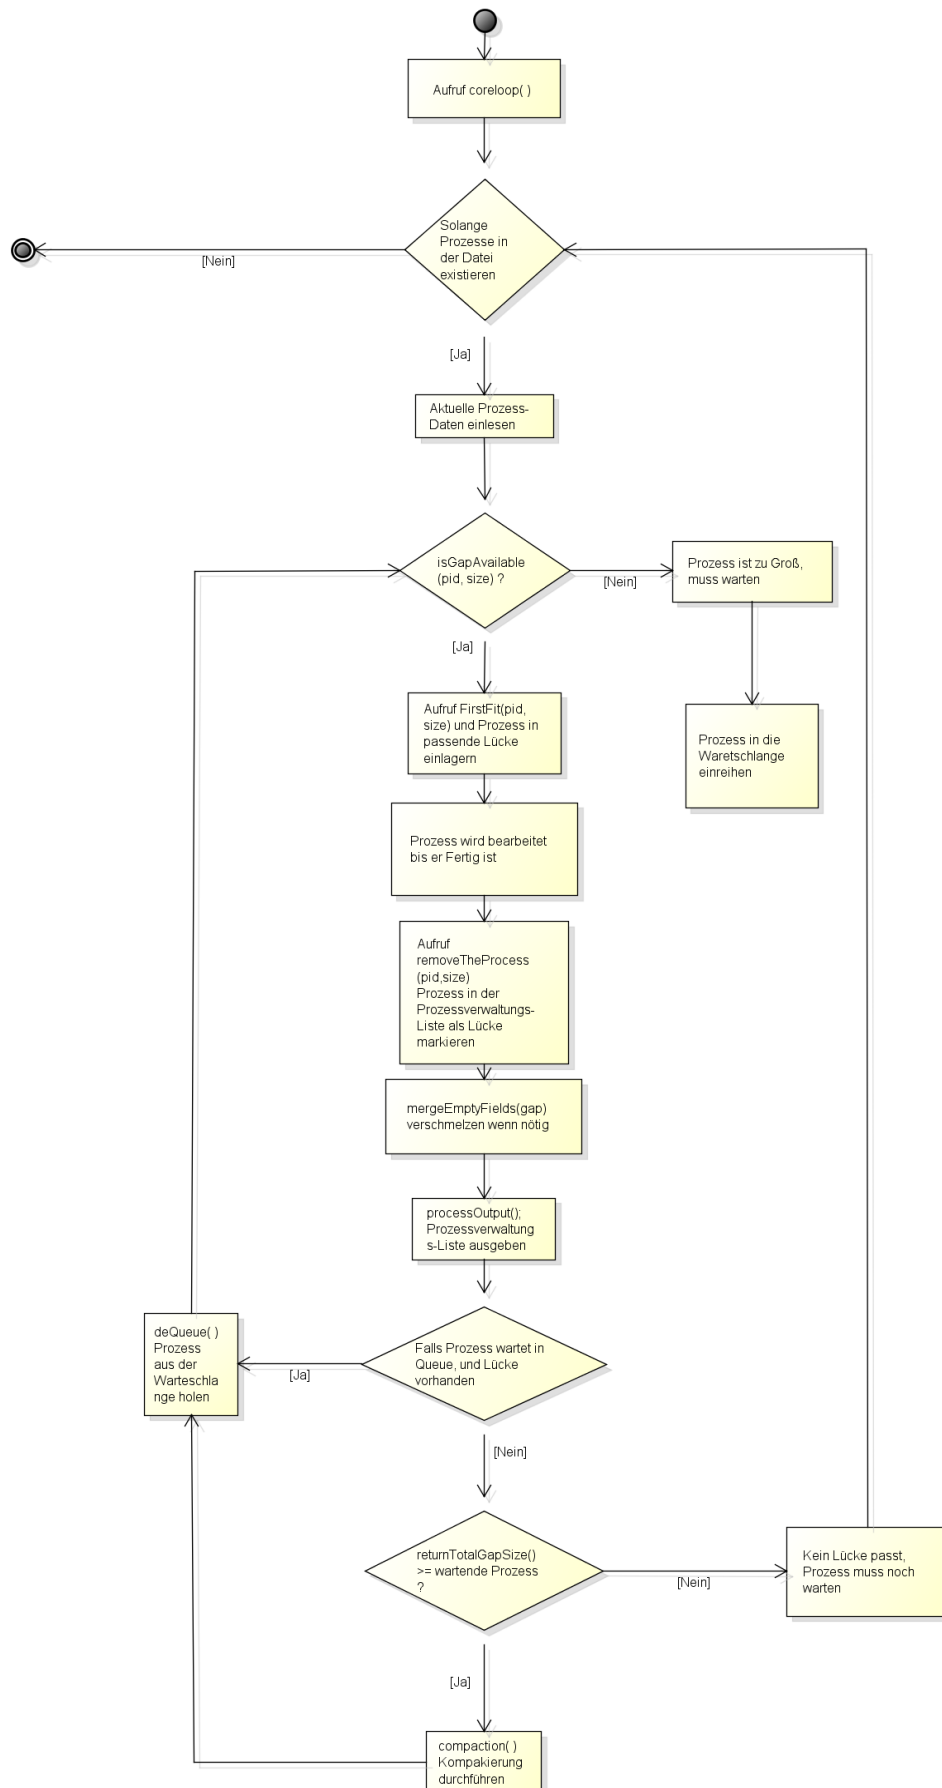 Aufruf coreloop( )
Solange
Prozesse in
der Datei
existieren
[Nein]
[Ja]
Aktuelle Prozess-
Daten einlesen
isGapAvailable
(pid, size) ?
[Nein]
Prozess ist zu Groß,
muss warten
[Ja]
Aufruf FirstFit(pid,
size) und Prozess in
passende Lücke
einlagern
Prozess in die
Waretschlange
einreihen
Prozess wird bearbeitet
bis er Fertig ist
Aufruf
removeTheProcess
(pid,size)
Prozess in der
Prozessverwaltungs-
Liste als Lücke
markieren
mergeEmptyFields(gap)
verschmelzen wenn nötig
processOutput();
Prozessverwaltung
s-Liste ausgeben
deQueue( )
Prozess
aus der
Warteschla
nge holen
[Ja]
Falls Prozess wartet in
Queue, und Lücke
vorhanden
[Nein]
returnTotalGapSize()
>= wartende Prozess
?
[Nein]
Kein Lücke passt,
Prozess muss noch
warten
[Ja]
compaction( )
Kompakierung
durchführen